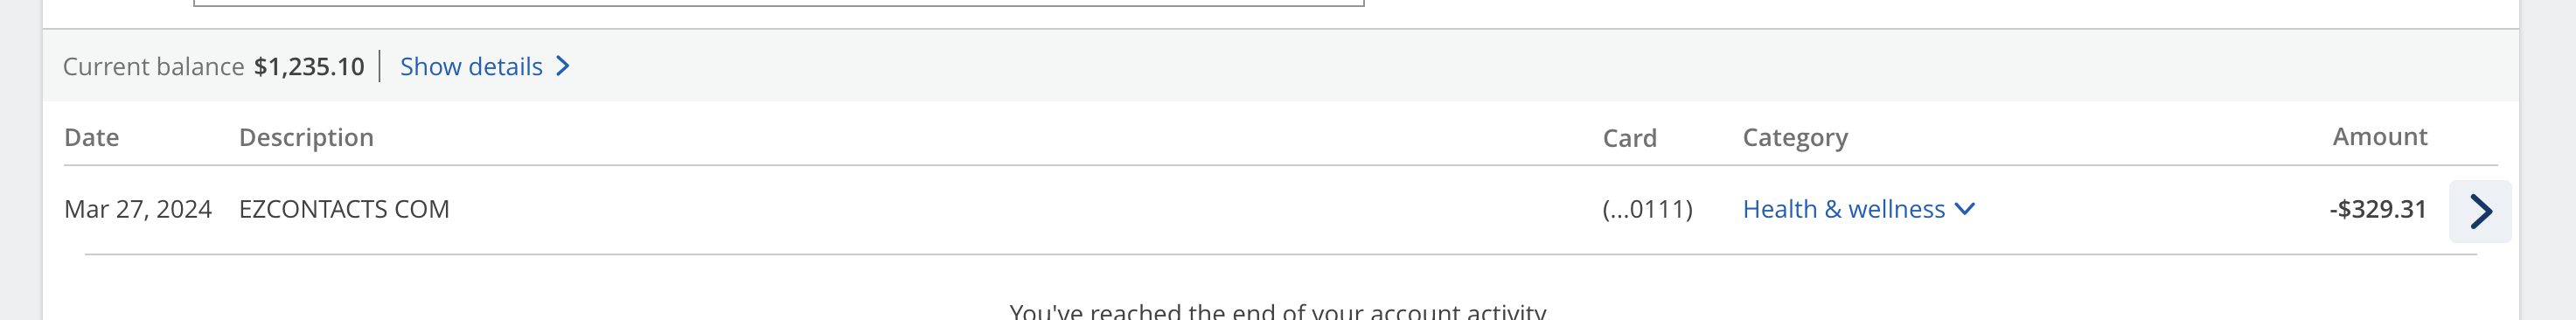 Current balance $1,235.10 | Show details
Date Description Card Category Amount
Mar 27, 2024 EZCONTACTS COM (...0111) Health & wellness -$329.31
You've reached the end of your account activity